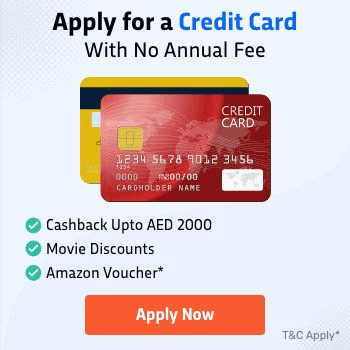 Apply for a Credit Card
With No Annual Fee
CREDIT
CARD
1234 5678 9012 3456
1234
0000 00/00
CARDHOLDER NAME
Cashback Upto AED 2000
Movie Discounts
Amazon Voucher*
Apply Now
T&C Apply*